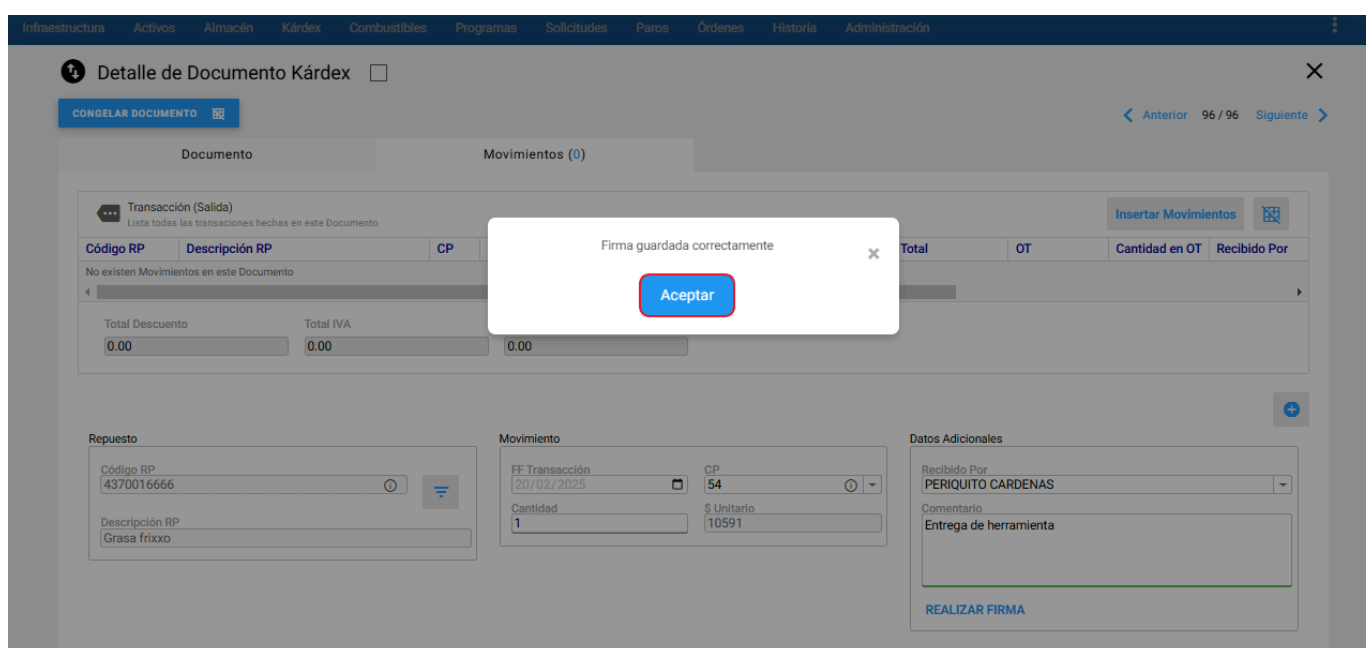 Infraestructura Activos Almacén Kárdex Combustibles Programas Solicitudes Paros Órdenes Historia Administración
Detalle de Documento Kárdex
CONGELAR DOCUMENTO
Anterior 96 / 96 Siguiente
Documento Movimientos (0)
Transacción (Salida)
Lista todas las transaciones hechas en este Documento
Insertar Movimientos
Código RP Descripción RP CP Total OT Cantidad en OT Recibido Por
No existen Movimientos en este Documento
Firma guardada correctamente
Aceptar
Total Descuento Total IVA
0.00 0.00 0.00
Repuesto
Código RP
4370016666
Descripción RP
Grasa frixxo
Movimiento
FF Transacción CP
20/02/2025 54
Cantidad $ Unitario
1 10591
Datos Adicionales
Recibido Por
PERIQUITO CARDENAS
Comentario
Entrega de herramienta
REALIZAR FIRMA